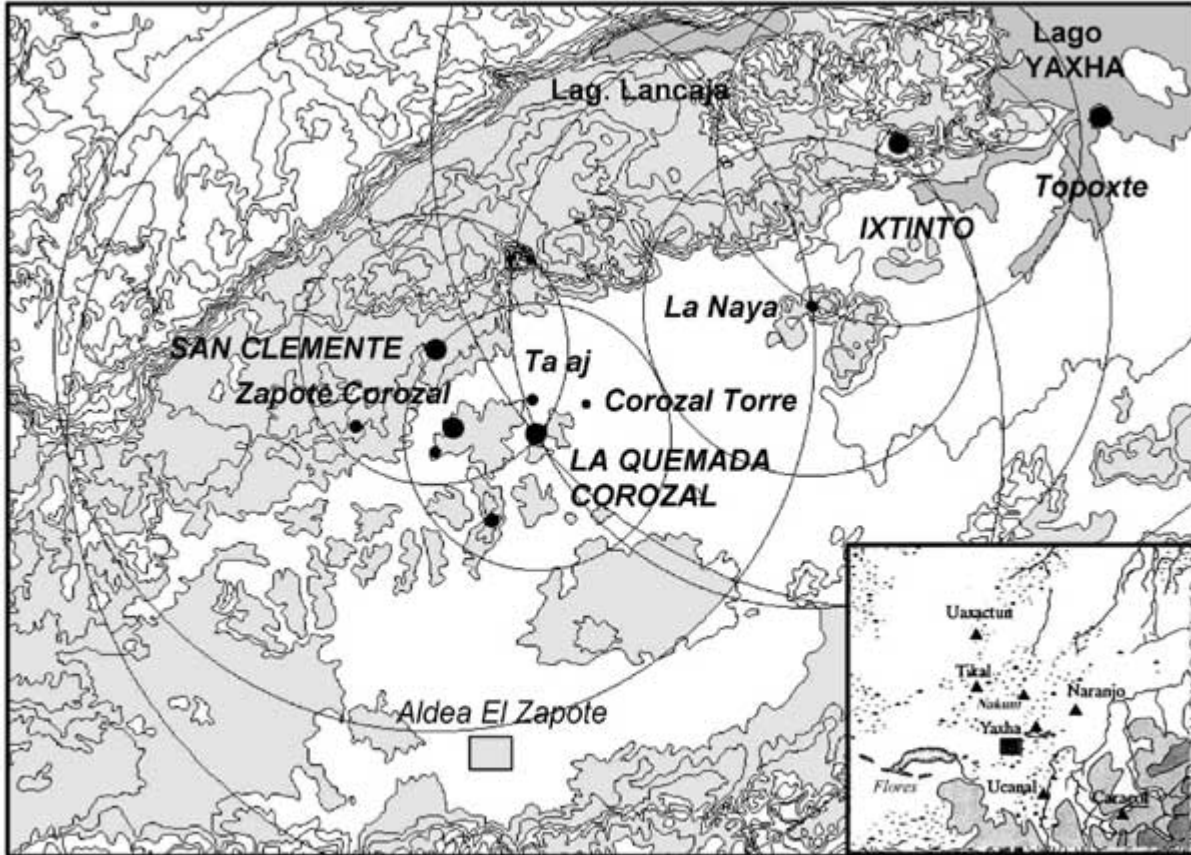 Lago
YAXHA
Lag. Lancaja
Topoxte
IXTINTO
La Naya
SAN CLEMENTE
Ta aj
Zapote Corozal
Corozal Torre
LA QUEMADA
COROZAL
Aldea El Zapote
Uaxactun
Tikal
Nakum
Naranjo
Yaxha
Flores
Ucanal
Caracol